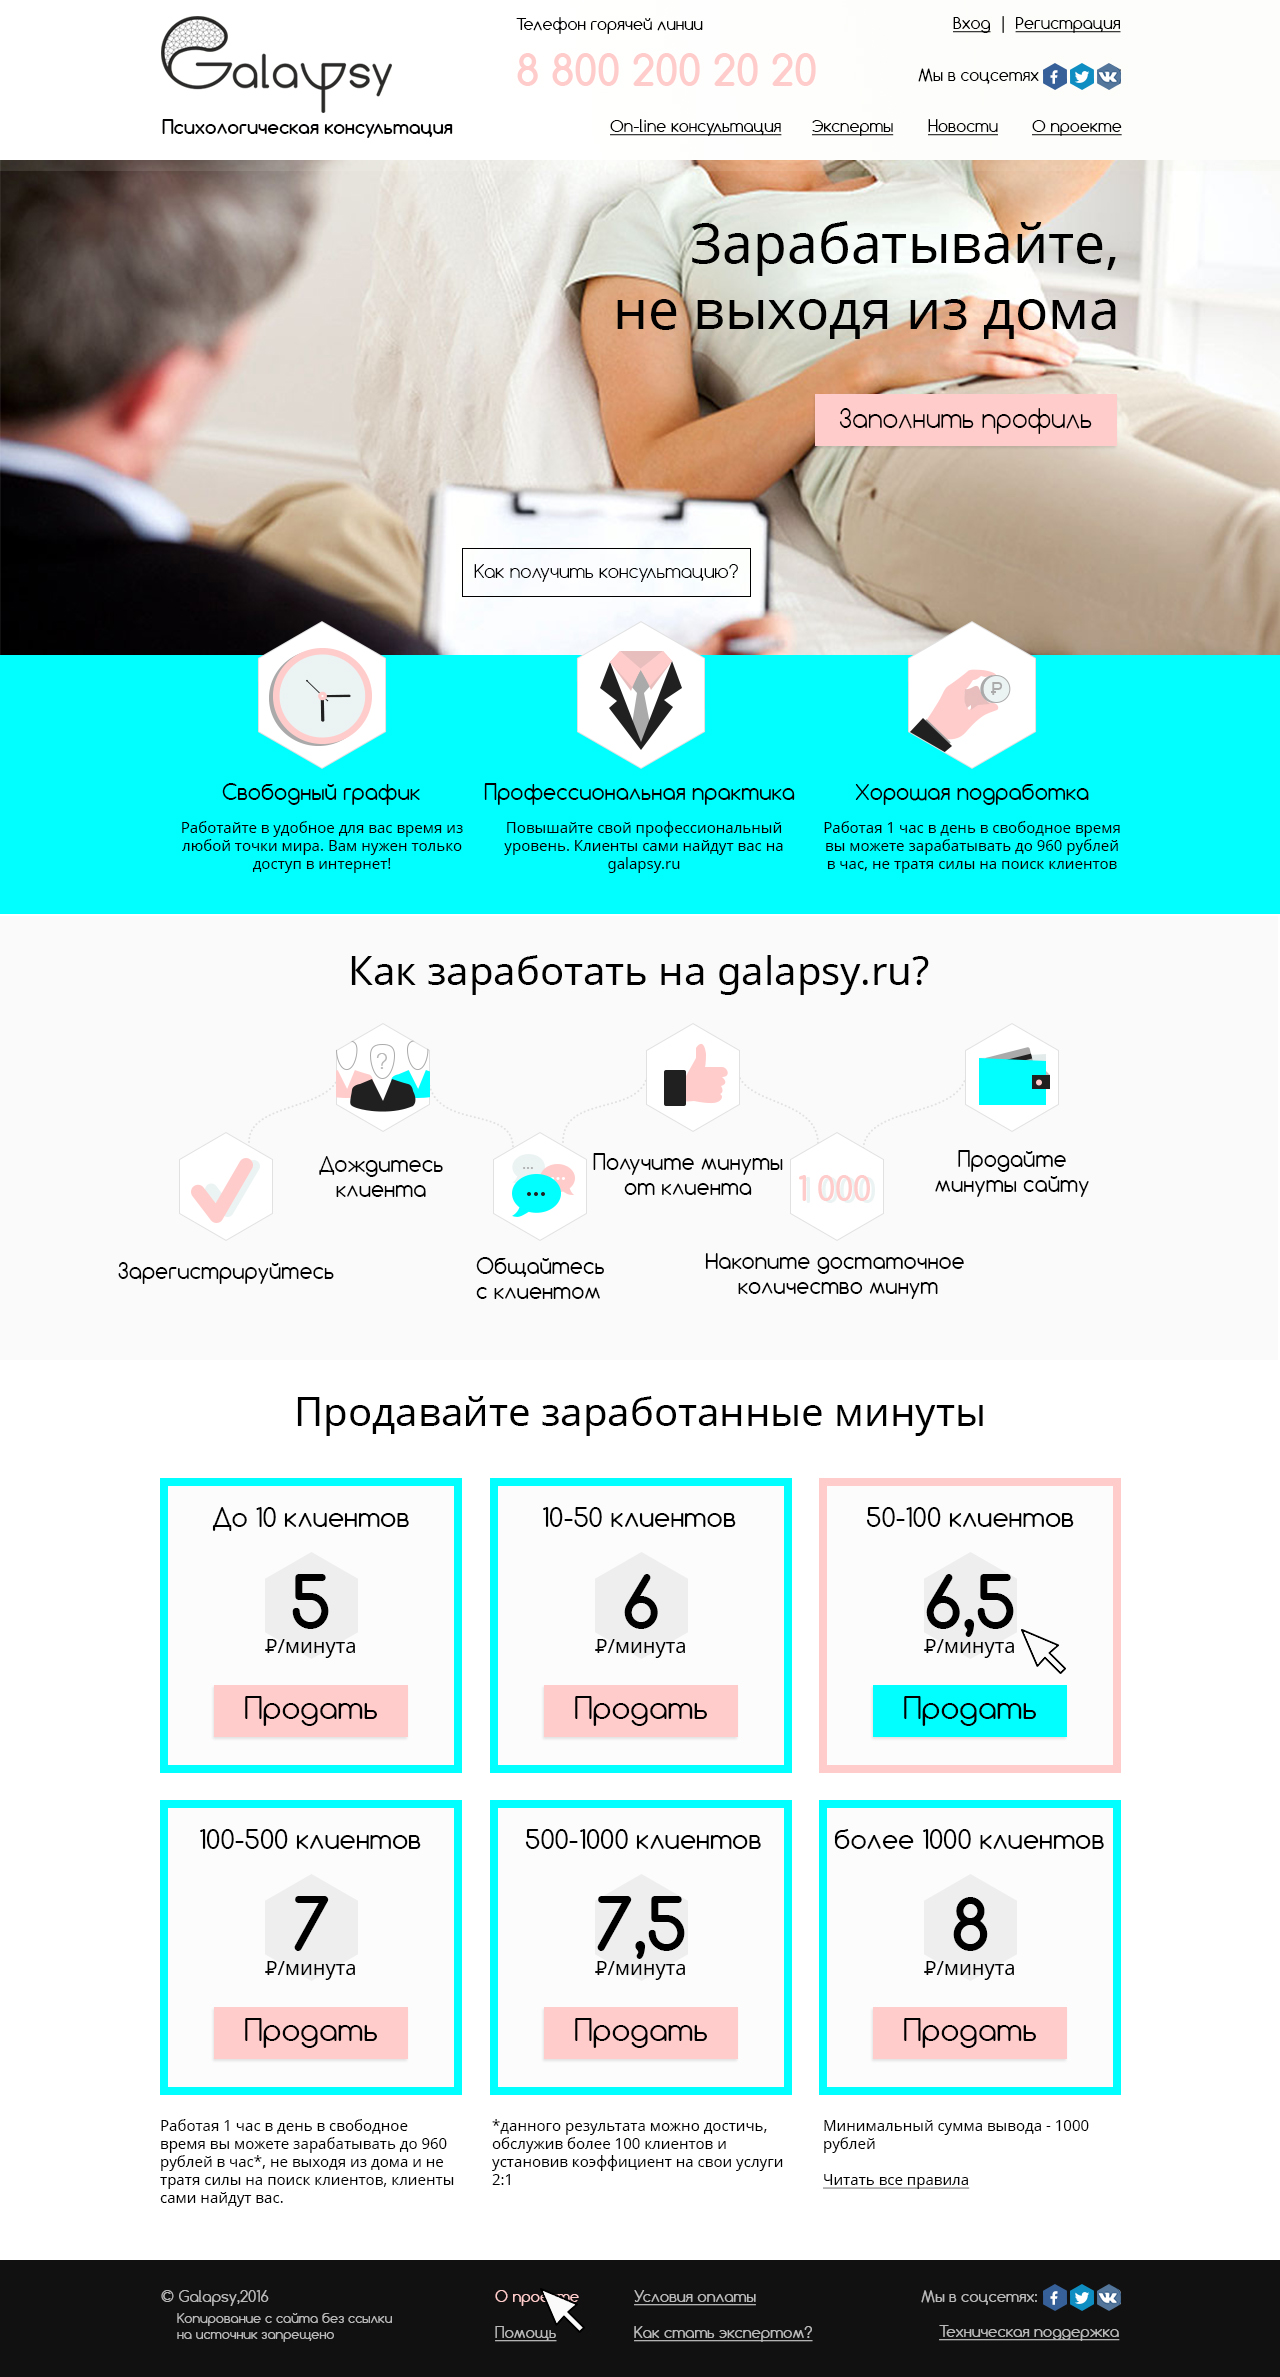 Galaypsy
Психологическая консультация
Телефон горячей линии
8 800 200 20 20
Вход | Регистрация
Мы в соцсетях
On-line консультация Эксперты Новости О проекте
Зарабатывайте,
не выходя из дома
Заполнить профиль
Как получить консультацию?
Свободный график
Работайте в удобное для вас время из
любой точки мира. Вам нужен только
доступ в интернет!
Профессиональная практика
Повышайте свой профессиональный
уровень. Клиенты сами найдут вас на
galapsy.ru
Хорошая подработка
Работая 1 час в день в свободное время
вы можете зарабатывать до 960 рублей
в час, не тратя силы на поиск клиентов
Как заработать на galapsy.ru?
Зарегистрируйтесь
?
Дождитесь
клиента
Общайтесь
с клиентом
Получите минуты
от клиента
1 000
Накопите достаточное
количество минут
Продайте
минуты сайту
Продавайте заработанные минуты
До 10 клиентов
5
₽/минута
Продать
10-50 клиентов
6
₽/минута
Продать
50-100 клиентов
6,5
₽/минута
Продать
100-500 клиентов
7
₽/минута
Продать
500-1000 клиентов
7,5
₽/минута
Продать
более 1000 клиентов
8
₽/минута
Продать
Работая 1 час в день в свободное
время вы можете зарабатывать до 960
рублей в час*, не выходя из дома и не
тратя силы на поиск клиентов, клиенты
сами найдут вас.
*данного результата можно достичь,
обслужив более 100 клиентов и
установив коэффициент на свои услуги
2:1
Минимальный сумма вывода - 1000
рублей
Читать все правила
© Galapsy,2016
Копирование с сайта без ссылки
на источник запрещено
О проекте
Помощь
Условия оплаты
Как стать экспертом?
Мы в соцсетях:
Техническая поддержка